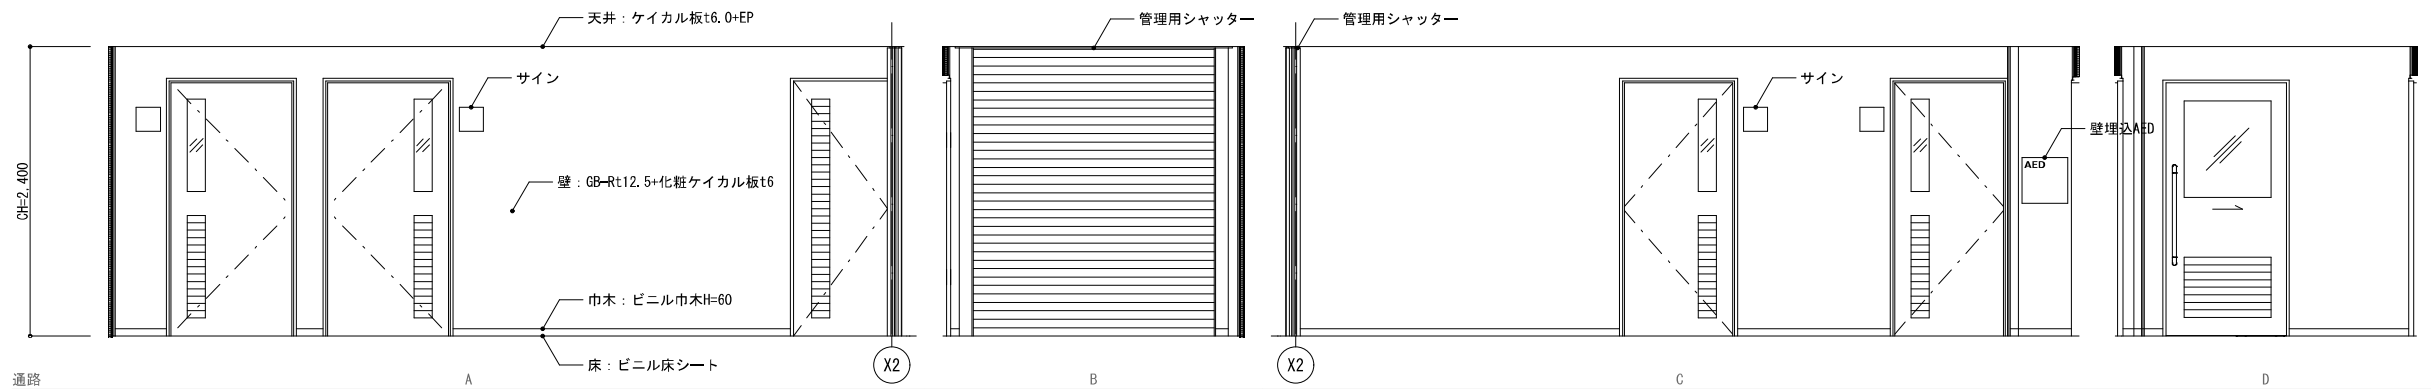 天井：ケイカル板t6.0+EP
管理用シャッター
管理用シャッター
サイン
サイン
壁埋込AED
AED
CH=2,400
壁：GB-Rt12.5+化粧ケイカル板t6
巾木：ビニル巾木H=60
床：ビニル床シート
X2
X2
通路
A
B
C
D